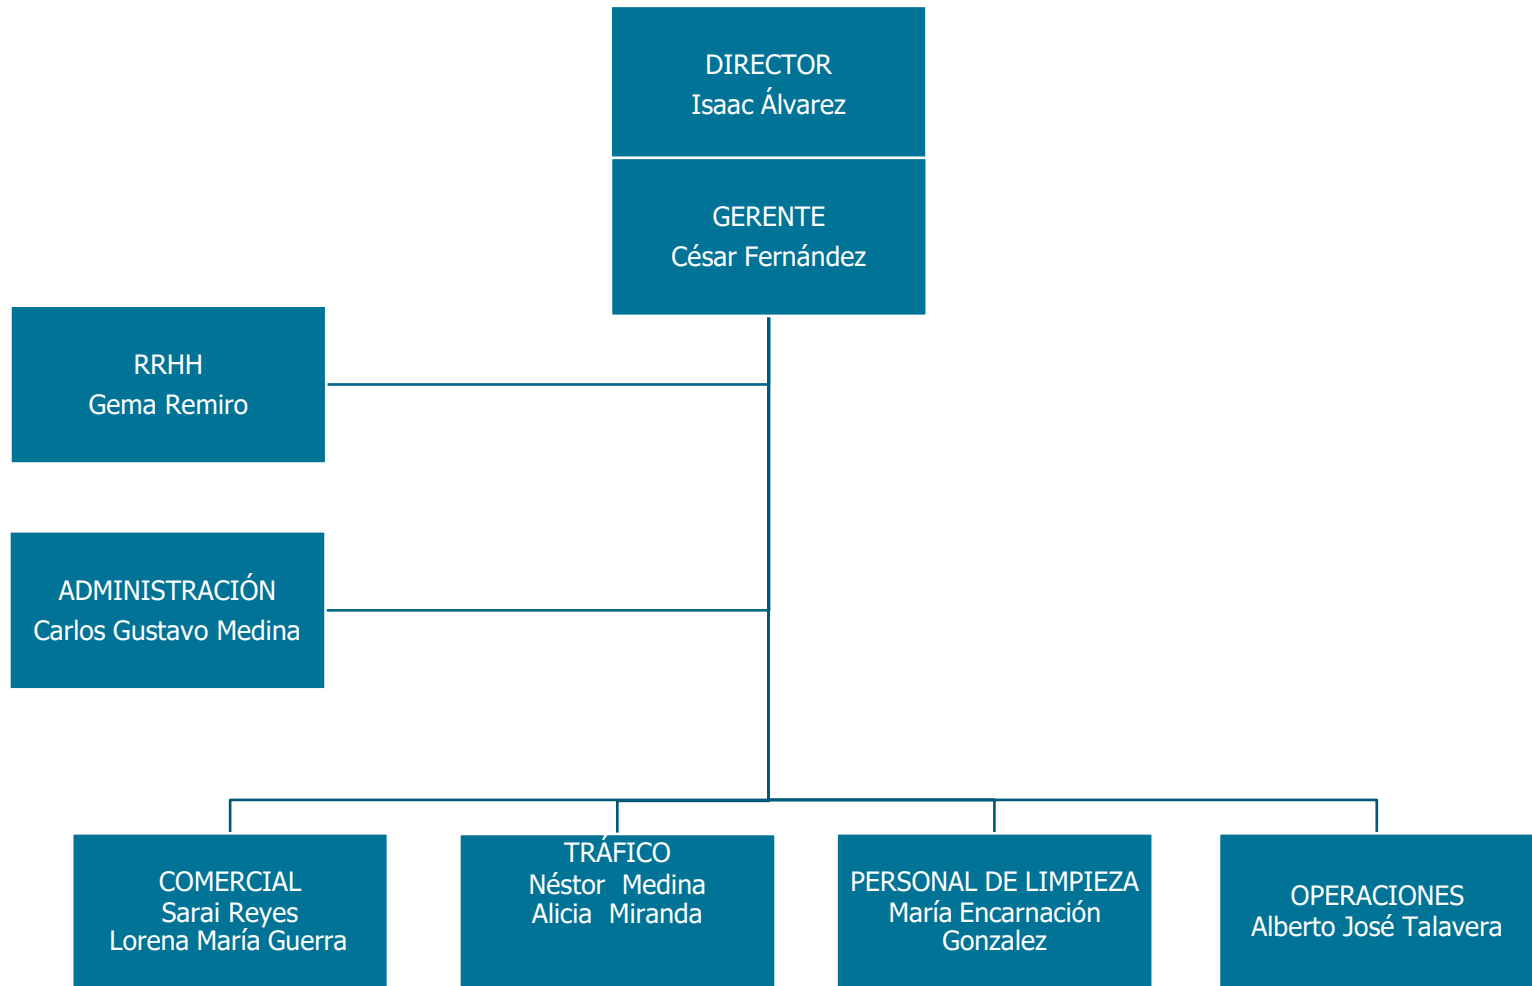 DIRECTOR
Isaac Álvarez
GERENTE
César Fernández
RRHH
Gema Remiro
ADMINISTRACIÓN
Carlos Gustavo Medina
COMERCIAL
Sarai Reyes
Lorena María Guerra
TRÁFICO
Néstor  Medina
Alicia  Miranda
PERSONAL DE LIMPIEZA
María Encarnación
Gonzalez
OPERACIONES
Alberto José Talavera